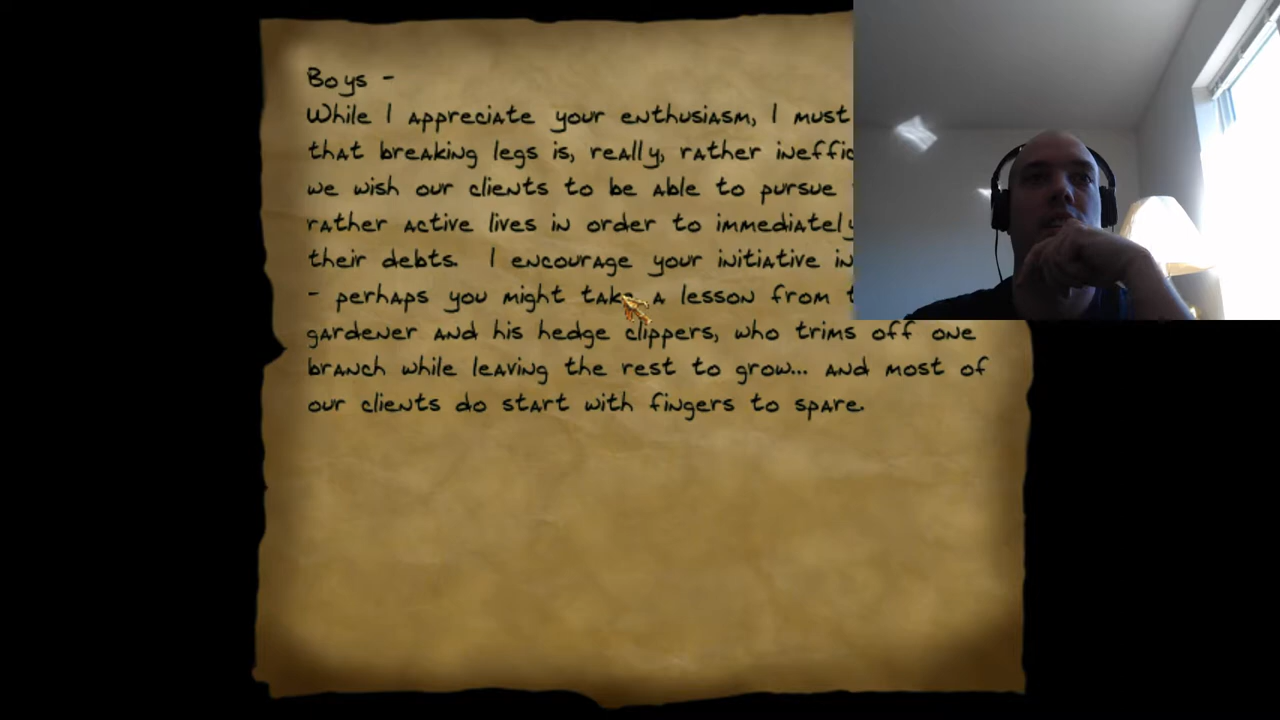 Boys -
While I appreciate your enthusiasm, I must
that breaking legs is, really, rather
we wish our clients to be able to pursue
rather active lives in order to immediately
their debts. I encourage your initiative in
- perhaps you might take a lesson from
gardener and his hedge clippers, who trims off one
branch while leaving the rest to grow... and most of
our clients do start with fingers to spare.